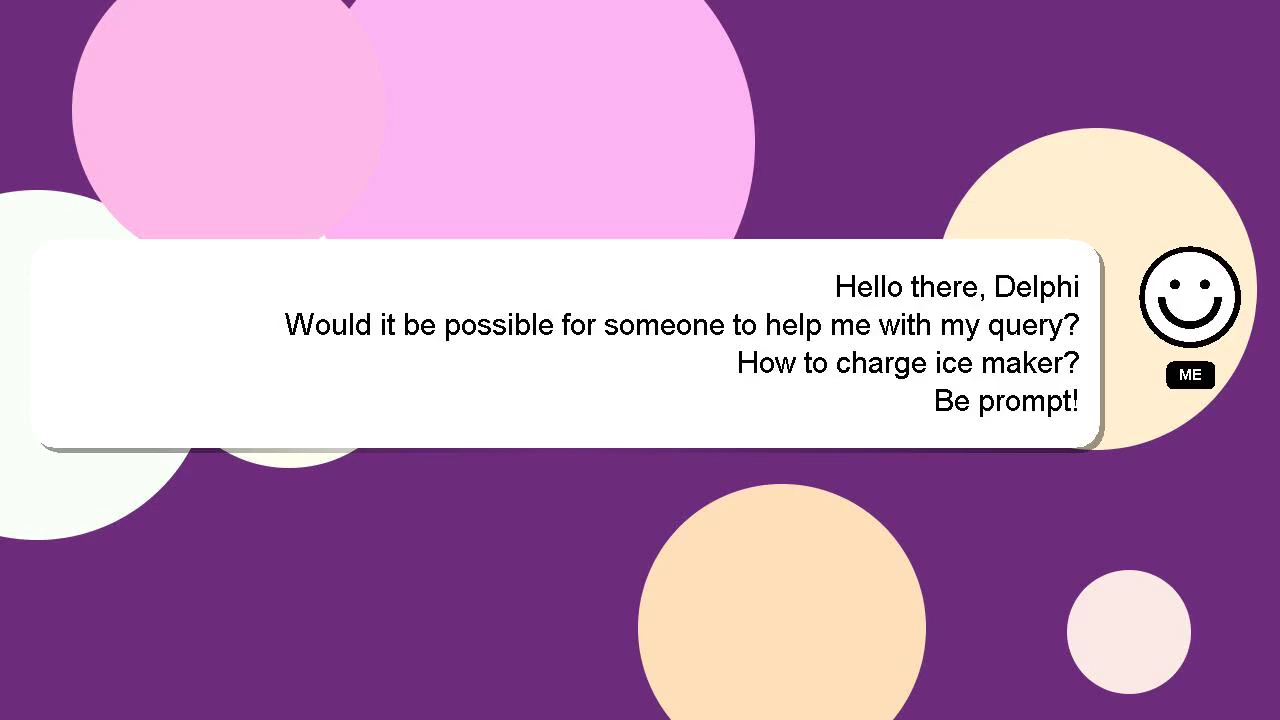 Hello there, Delphi
Would it be possible for someone to help me with my query?
How to charge ice maker?
Be prompt!
ME